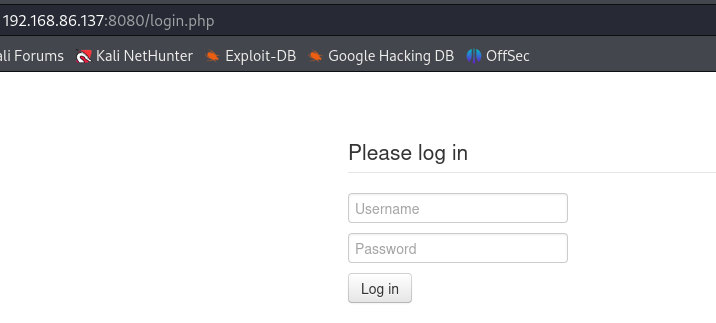 192.168.86.137:8080/login.php
ali Forums Kali NetHunter Exploit-DB Google Hacking DB OffSec
Please log in
Username
Password
Log in